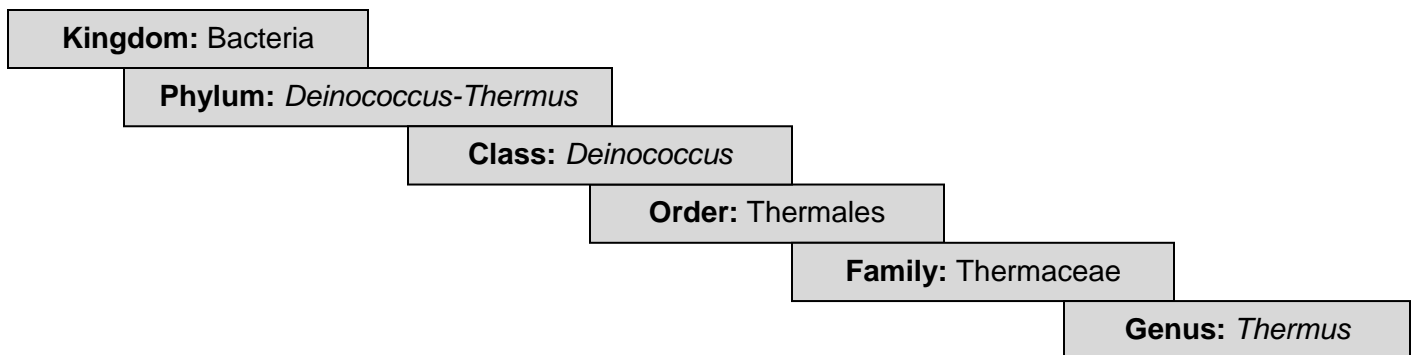 Kingdom: Bacteria
Phylum: Deinococcus-Thermus
Class: Deinococcus
Order: Thermales
Family: Thermaceae
Genus: Thermus